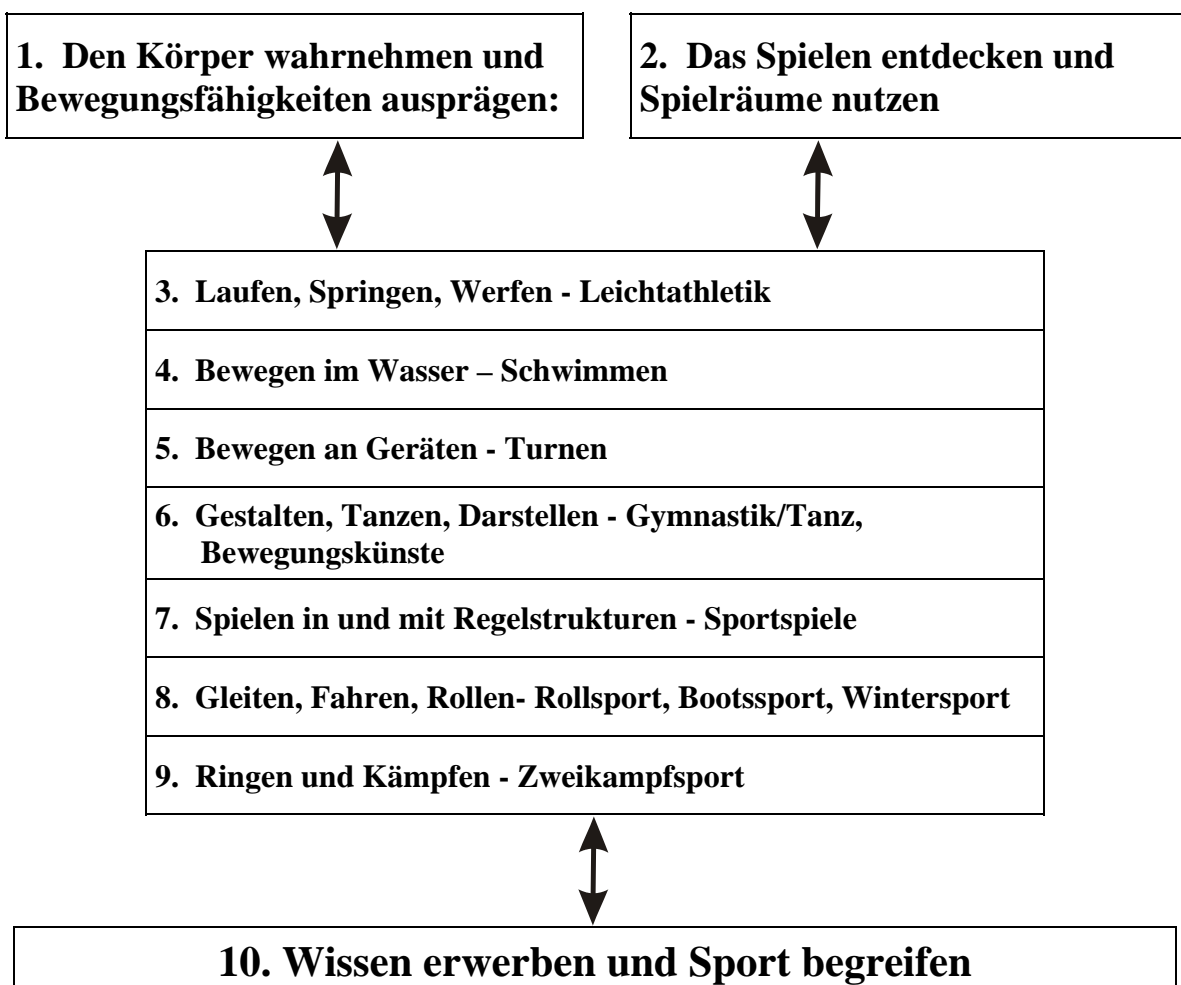 1. Den Körper wahrnehmen und
Bewegungsfähigkeiten ausprägen:
2. Das Spielen entdecken und
Spielräume nutzen
3. Laufen, Springen, Werfen - Leichtathletik
4. Bewegen im Wasser – Schwimmen
5. Bewegen an Geräten - Turnen
6. Gestalten, Tanzen, Darstellen - Gymnastik/Tanz,
Bewegungskünste
7. Spielen in und mit Regelstrukturen - Sportspiele
8. Gleiten, Fahren, Rollen- Rollsport, Bootssport, Wintersport
9. Ringen und Kämpfen - Zweikampfsport
10. Wissen erwerben und Sport begreifen